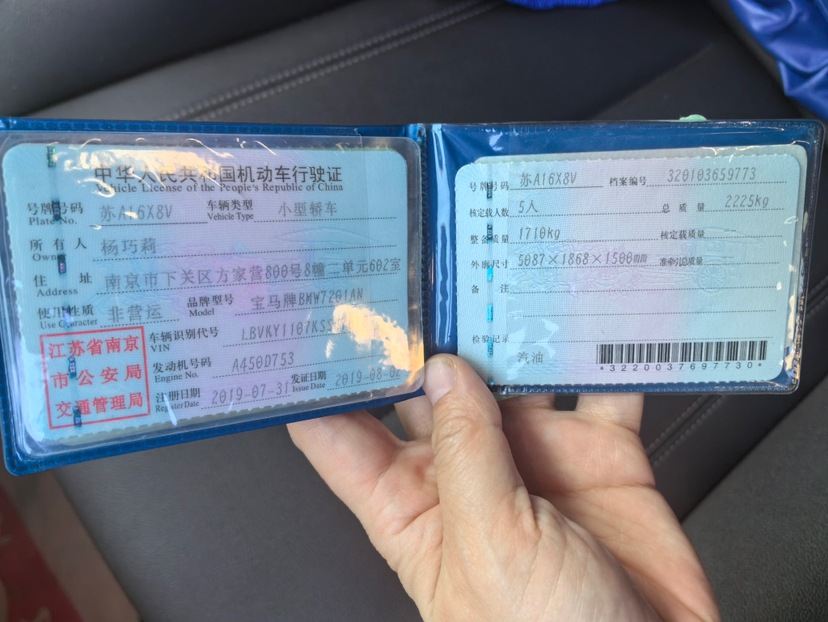 中华人民共和国机动车行驶证
Vehicle License of the People's Republic of China
号牌号码 苏A16X8V 车辆类型 小型轿车
Plate No. Vehicle Type
所有人 杨巧莉
Owner
住址 南京市下关区方家营800号8幢二单元602室
Address
使用性质 非营运 品牌型号 宝马牌BMW7201AN
Use Character Model
江苏省南京
市公安局
交通管理局
车辆识别代号 LBVKY1107KSS
VIN
发动机号码 A450D753
Engine No.
注册日期 2019-07-31 发证日期 2019-08-02
Register Date Issue Date
号牌号码 苏A16X8V 档案编号 320103659773
核定载人数 5人 总质量 2225kg
整备质量 1710kg 核定载质量
外廓尺寸 5087×1868×1500mm 准牵引总质量
备注
检验记录
汽油
*3220037697730*